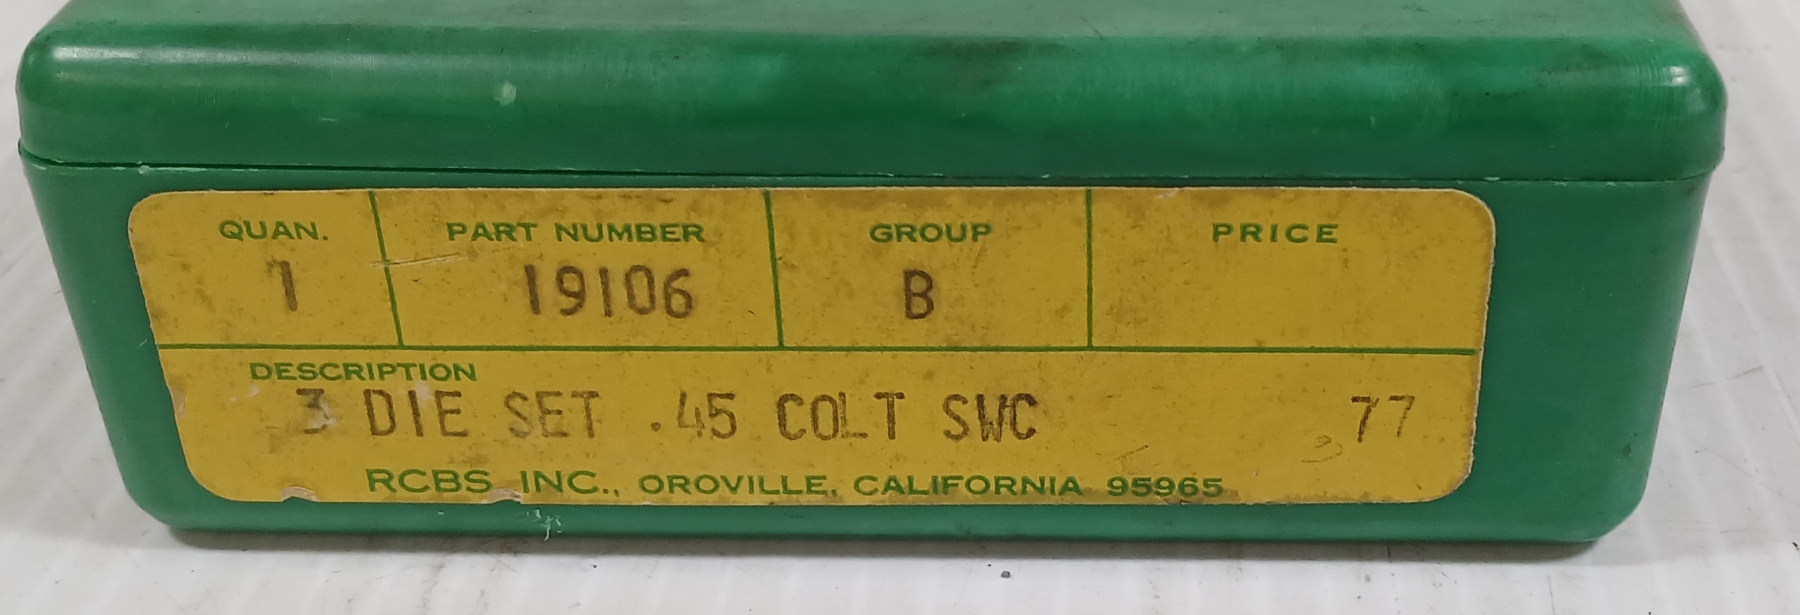 QUAN. PART NUMBER GROUP PRICE
1 19106 B
DESCRIPTION
3 DIE SET .45 COLT SWC 77
RCBS INC., OROVILLE, CALIFORNIA 95965